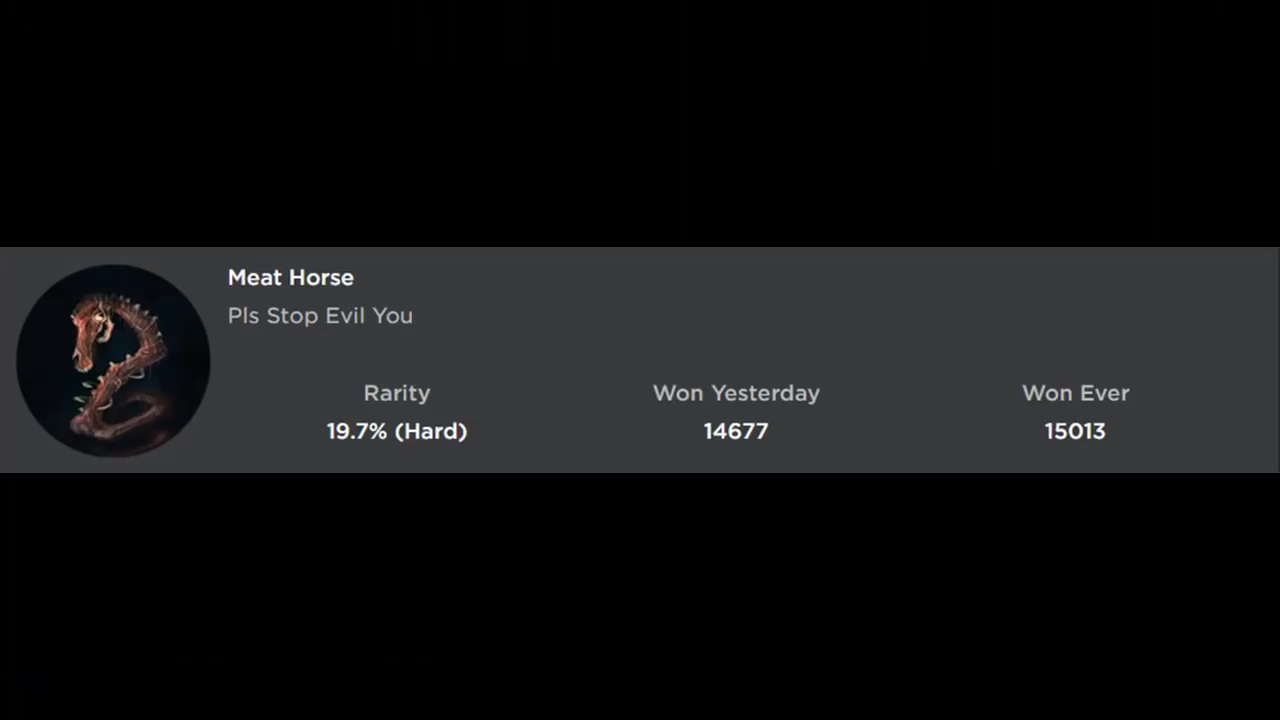 Meat Horse
Pls Stop Evil You
Rarity Won Yesterday Won Ever
19.7% (Hard) 14677 15013